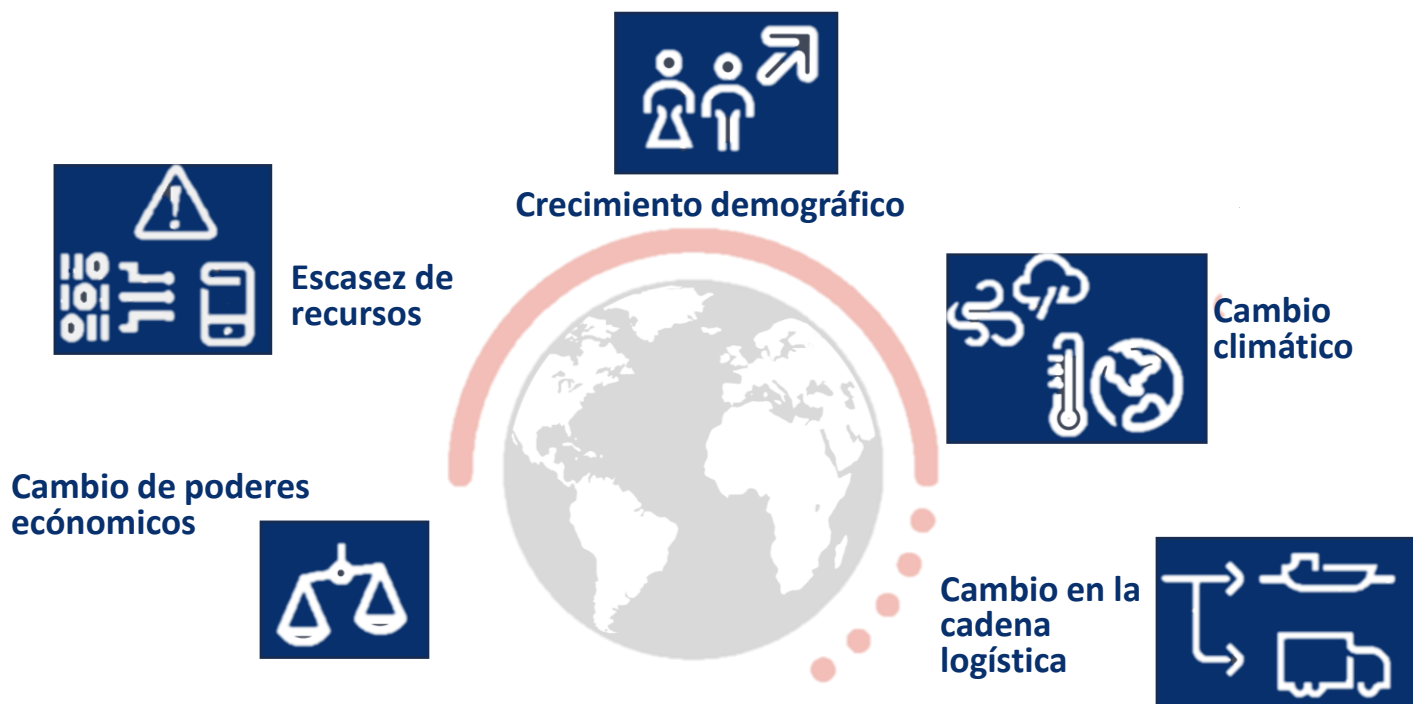 Crecimiento demográfico
Escasez de
recursos
Cambio
climático
Cambio de poderes
ecónomicos
Cambio en la
cadena
logística